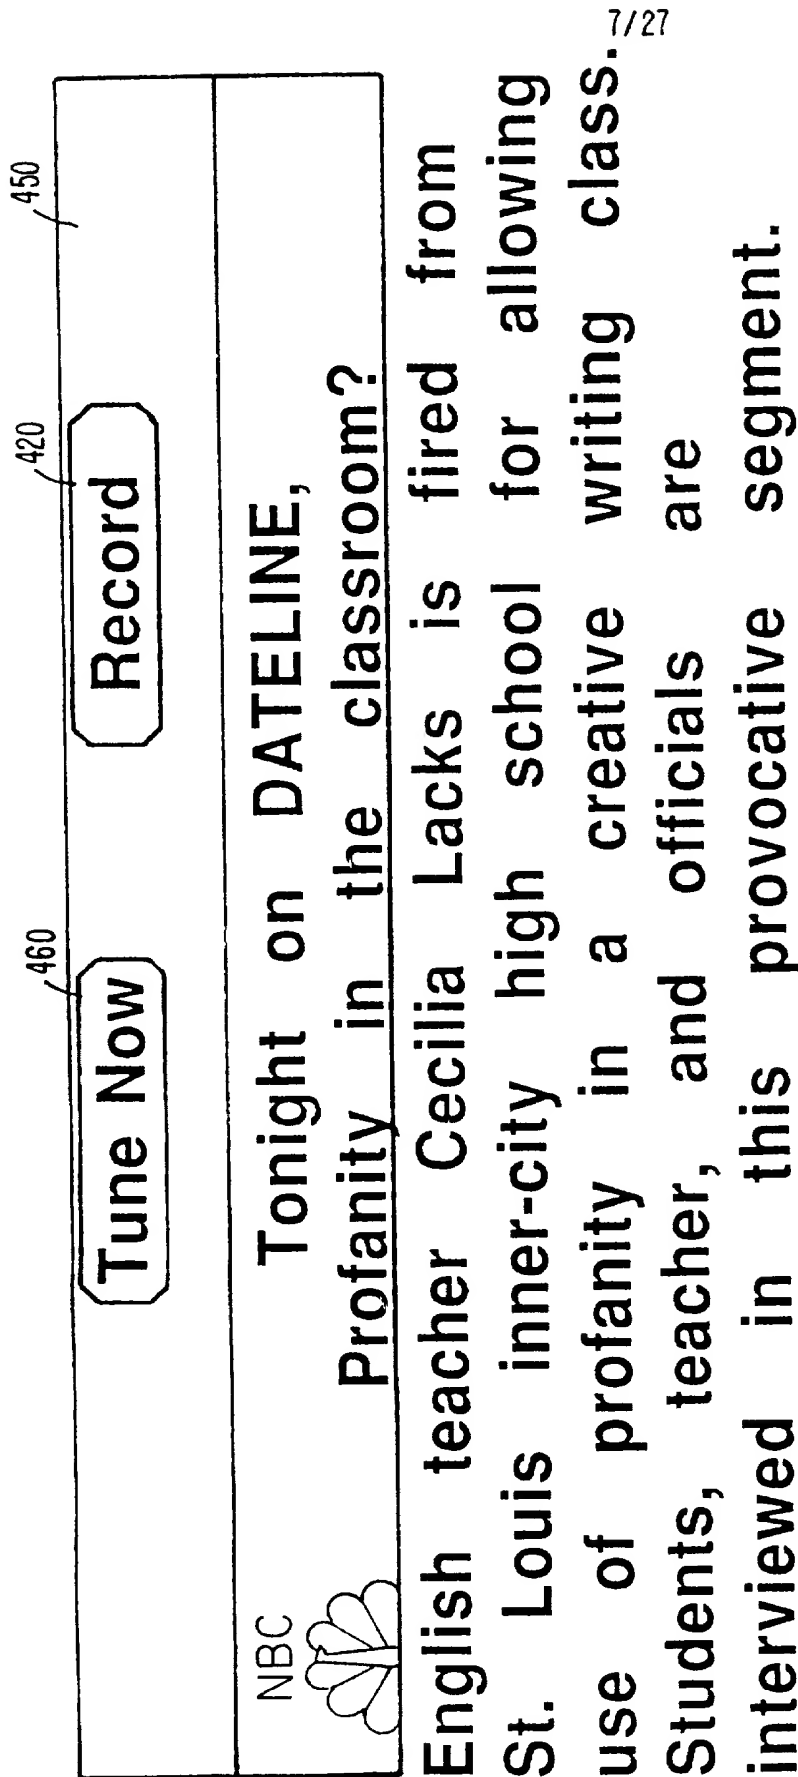 7/27
460
420
450
Tune Now
Record
NBC
Tonight on DATELINE,
Profanity in the classroom?
English teacher Cecilia Lacks is fired from
St. Louis inner-city high school for allowing
use of profanity in a creative writing class.
Students, teacher, and officials are
interviewed in this provocative segment.